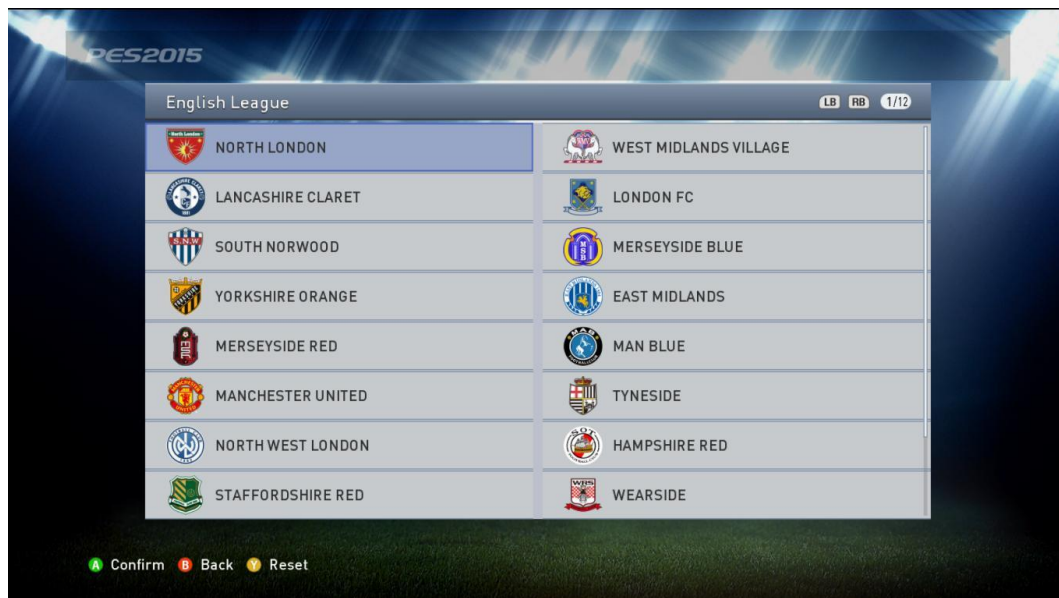 PES2015
English League
LB RB 1/12
NORTH LONDON
WEST MIDLANDS VILLAGE
LANCASHIRE CLARET
LONDON FC
SOUTH NORWOOD
MERSEYSIDE BLUE
YORKSHIRE ORANGE
EAST MIDLANDS
MERSEYSIDE RED
MAN BLUE
MANCHESTER UNITED
TYNESIDE
NORTH WEST LONDON
HAMPSHIRE RED
STAFFORDSHIRE RED
WEARSIDE
A Confirm B Back Y Reset